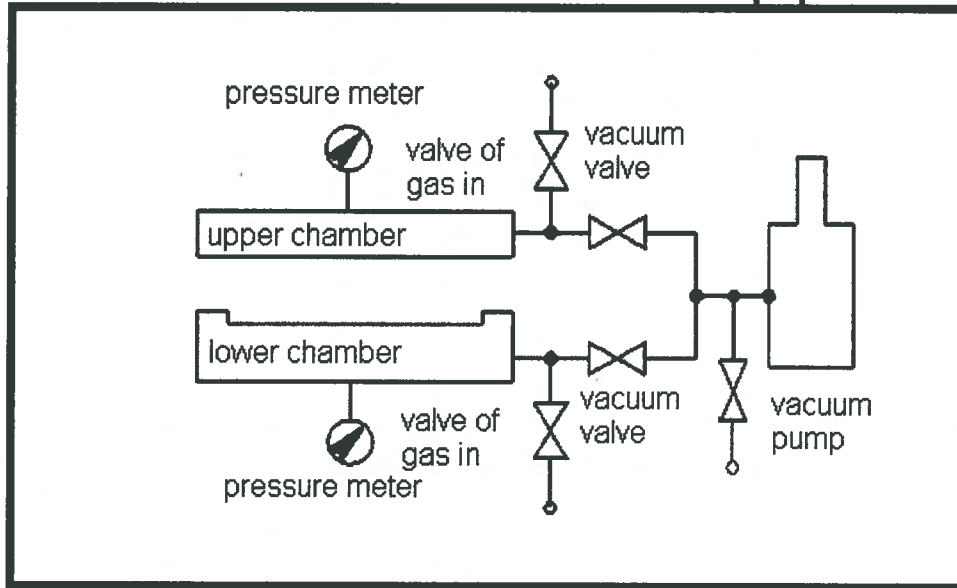 pressure meter
valve of
gas in
vacuum
valve
upper chamber
lower chamber
valve of
gas in
pressure meter
vacuum
valve
vacuum
pump